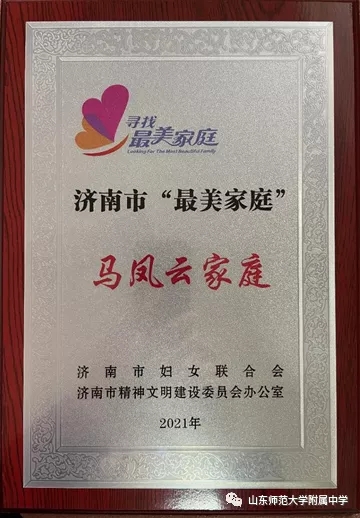 寻找
最美家庭
Looking For The Most Beautiful Family
济南市“最美家庭”
马凤云家庭
济南市妇女联合会
济南市精神文明建设委员会办公室
2021年
山东师范大学附属中学